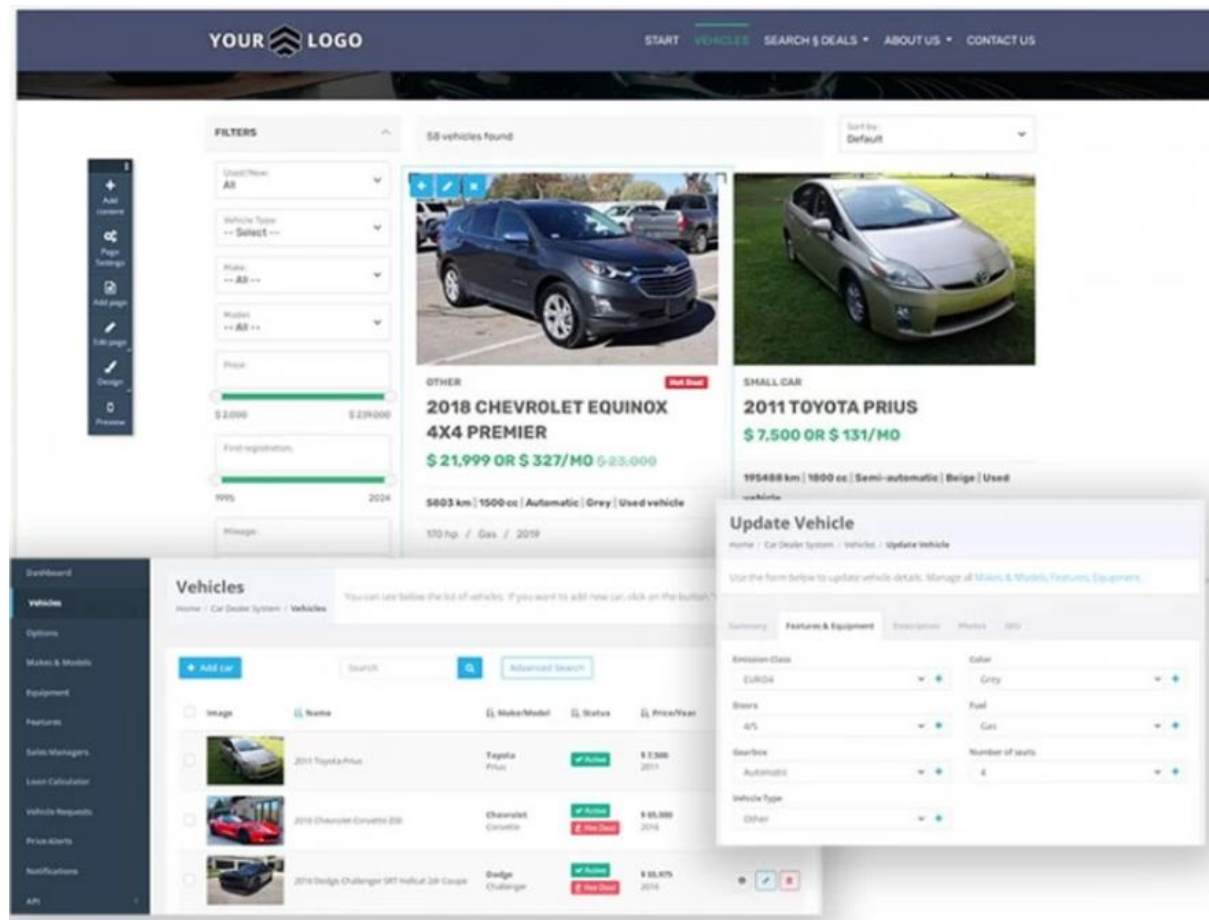 YOUR LOGO
START VEHICLES SEARCH § DEALS ABOUT US CONTACT US
FILTERS
58 vehicles found
Sort by:
Default
Add content
Page Settings
Add page
Edit page
Design
Preview
Used/New:
All
Vehicle Type:
-- Select --
Make:
-- All --
Model:
-- All --
Price:
$ 2.000 $ 239.000
First registration:
1995 2024
Mileage:
OTHER
Hot Deal
2018 CHEVROLET EQUINOX
4X4 PREMIER
$ 21,999 OR $ 327/MO $ 23,000
5803 km | 1500 cc | Automatic | Grey | Used vehicle
170 hp / Gas / 2019
SMALL CAR
2011 TOYOTA PRIUS
$ 7,500 OR $ 131/MO
195488 km | 1800 cc | Semi-automatic | Beige | Used
vehicle
Dashboard
Vehicles
Options
Makes & Models
Equipment
Features
Sales Managers
Loan Calculator
Vehicle Requests
Price Alerts
Notifications
API
Vehicles
Home / Car Dealer System / Vehicles
You can see below the list of vehicles. If you want to add new car, click on the button
+ Add car
Search
Advanced Search
Image Name Make/Model Status Price/Year
2011 Toyota Prius
Toyota
Prius
Active
$ 7,500
2011
2016 Chevrolet Corvette Z06
Chevrolet
Corvette
Active
Hot Deal
$ 65,000
2016
2016 Dodge Challenger SRT Hellcat 2dr Coupe
Dodge
Challenger
Active
Hot Deal
$ 55,975
2016
Update Vehicle
Home / Car Dealer System / Vehicles / Update Vehicle
Use the form below to update vehicle details. Manage all Makes & Models, Features, Equipment.
Summary Features & Equipment Description Photos SEO
Emission Class
EURO4
Color
Grey
Doors
4/5
Fuel
Gas
Gearbox
Automatic
Number of seats
4
Vehicle Type
Other